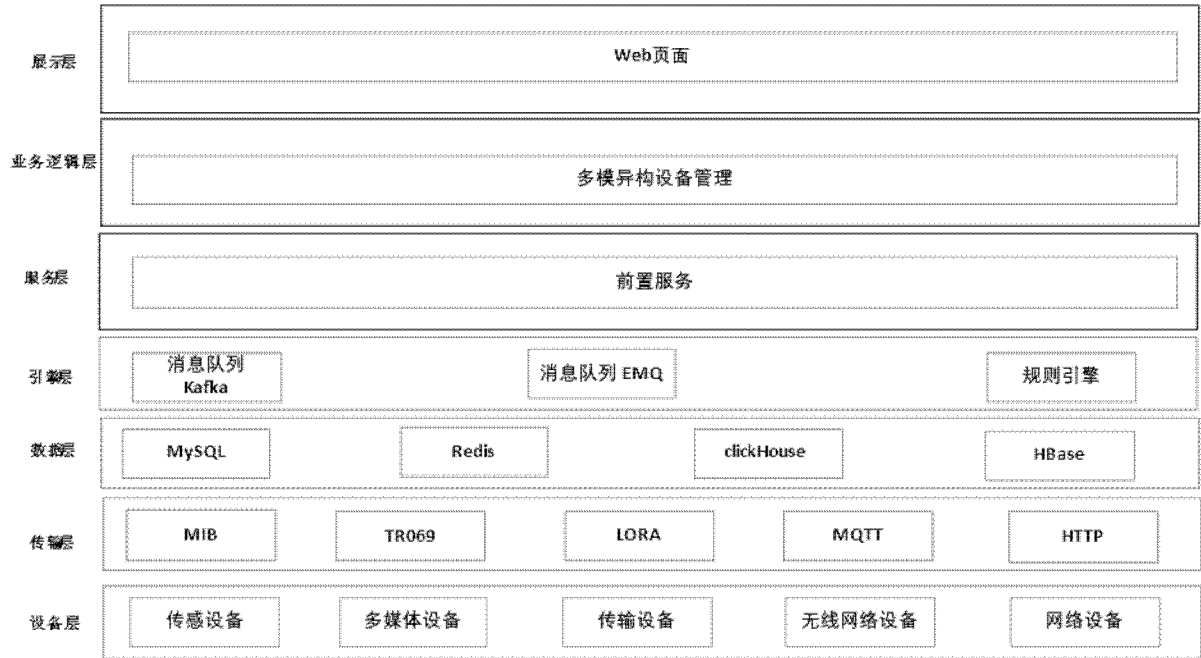 展示层
Web页面
业务逻辑层
多模异构设备管理
服务层
前置服务
引擎层
消息队列
Kafka
消息队列 EMQ
规则引擎
数据层
MySQL
Redis
clickHouse
HBase
传输层
MIB
TR069
LORA
MQTT
HTTP
设备层
传感设备
多媒体设备
传输设备
无线网络设备
网络设备